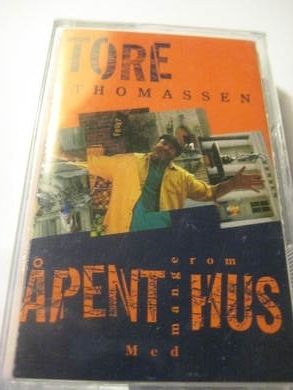 TORE
THOMASSEN
ÅPENT HUS
Med mange rom